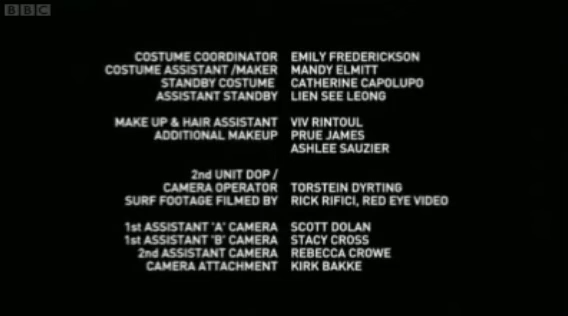 BBC
COSTUME COORDINATOR EMILY FREDERICKSON
COSTUME ASSISTANT /MAKER MANDY ELMITT
STANDBY COSTUME CATHERINE CAPOLUPO
ASSISTANT STANDBY LIEN SEE LEONG
MAKE UP & HAIR ASSISTANT VIV RINTOUL
ADDITIONAL MAKEUP PRUE JAMES
ASHLEE SAUZIER
2nd UNIT DOP /
CAMERA OPERATOR TORSTEIN DYRTING
SURF FOOTAGE FILMED BY RICK RIFICI, RED EYE VIDEO
1st ASSISTANT 'A' CAMERA SCOTT DOLAN
1st ASSISTANT 'B' CAMERA STACY CROSS
2nd ASSISTANT CAMERA REBECCA CROWE
CAMERA ATTACHMENT KIRK BAKKE